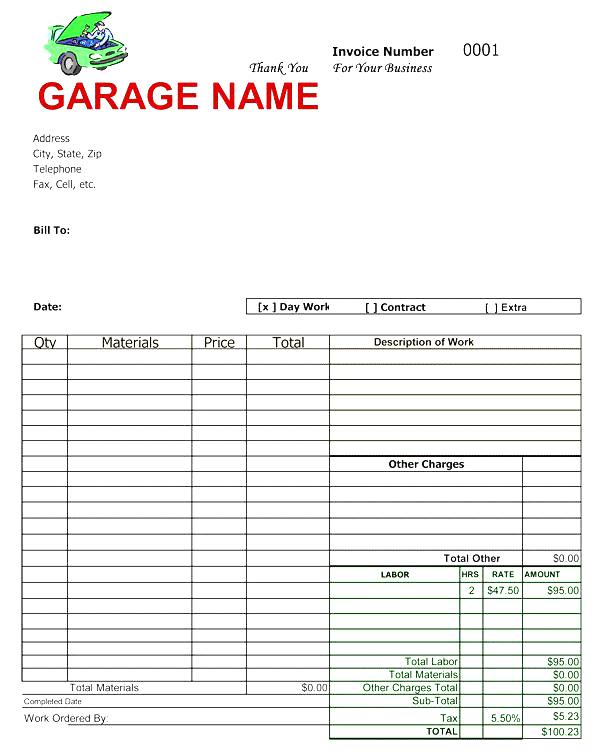 Invoice Number 0001
Thank You For Your Business
GARAGE NAME
Address
City, State, Zip
Telephone
Fax, Cell, etc.
Bill To:
Date: [x ] Day Work [ ] Contract [ ] Extra
Qty Materials Price Total Description of Work
Other Charges
Total Other $0.00
LABOR HRS RATE AMOUNT
2 $47.50 $95.00
Total Labor $95.00
Total Materials $0.00
Total Materials $0.00 Other Charges Total $0.00
Completed Date Sub-Total $95.00
Work Ordered By: Tax 5.50% $5.23
TOTAL $100.23